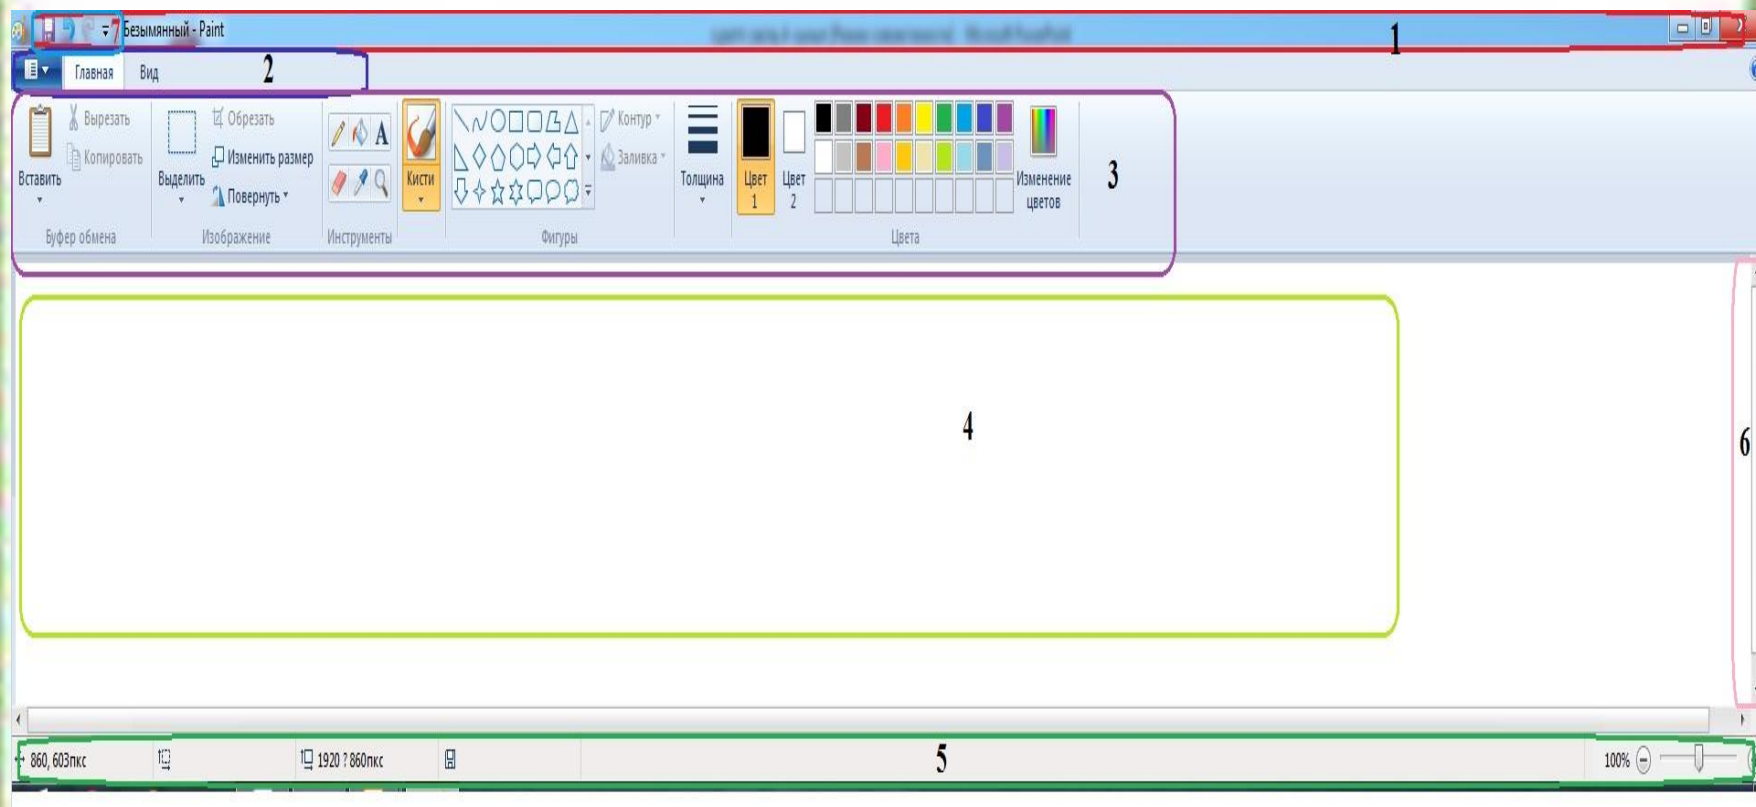 7 Безымянный - Paint
1
Главная Вид 2
Вставить
Вырезать
Копировать
Буфер обмена
Выделить
Обрезать
Изменить размер
Повернуть
Изображение
A
Инструменты
Кисти
Контур
Заливка
Фигуры
Толщина
Цвет
1
Цвет
2
Изменение
цветов
Цвета
3
4
6
860, 603пкс
1920 ? 860пкс
5
100%